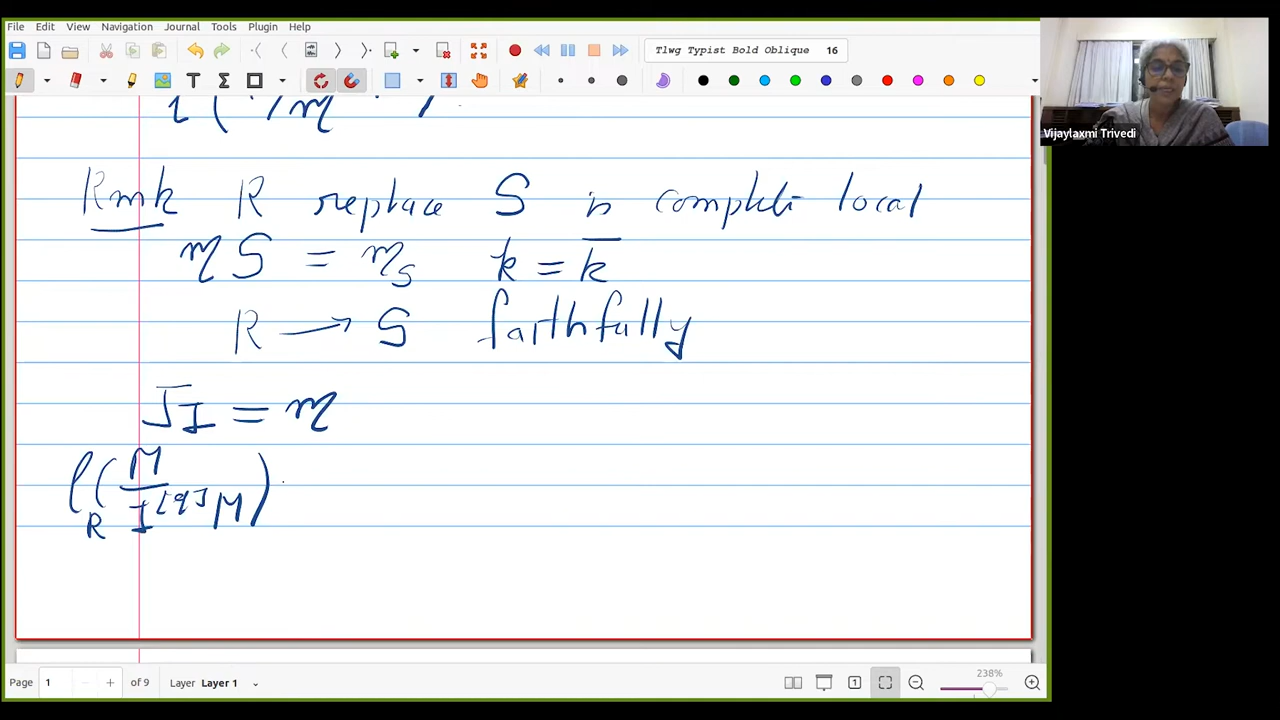 File Edit View Navigation Journal Tools Plugin Help
Tlwg Typist Bold Oblique 16
Vijaylaxmi Trivedi
Rmk R replace S is complete local
mS = m_S k = k̅
R → S faithfully
√I = m
ℓ_R(M/I^[q]M)
238%
Page 1 of 9 Layer Layer 1